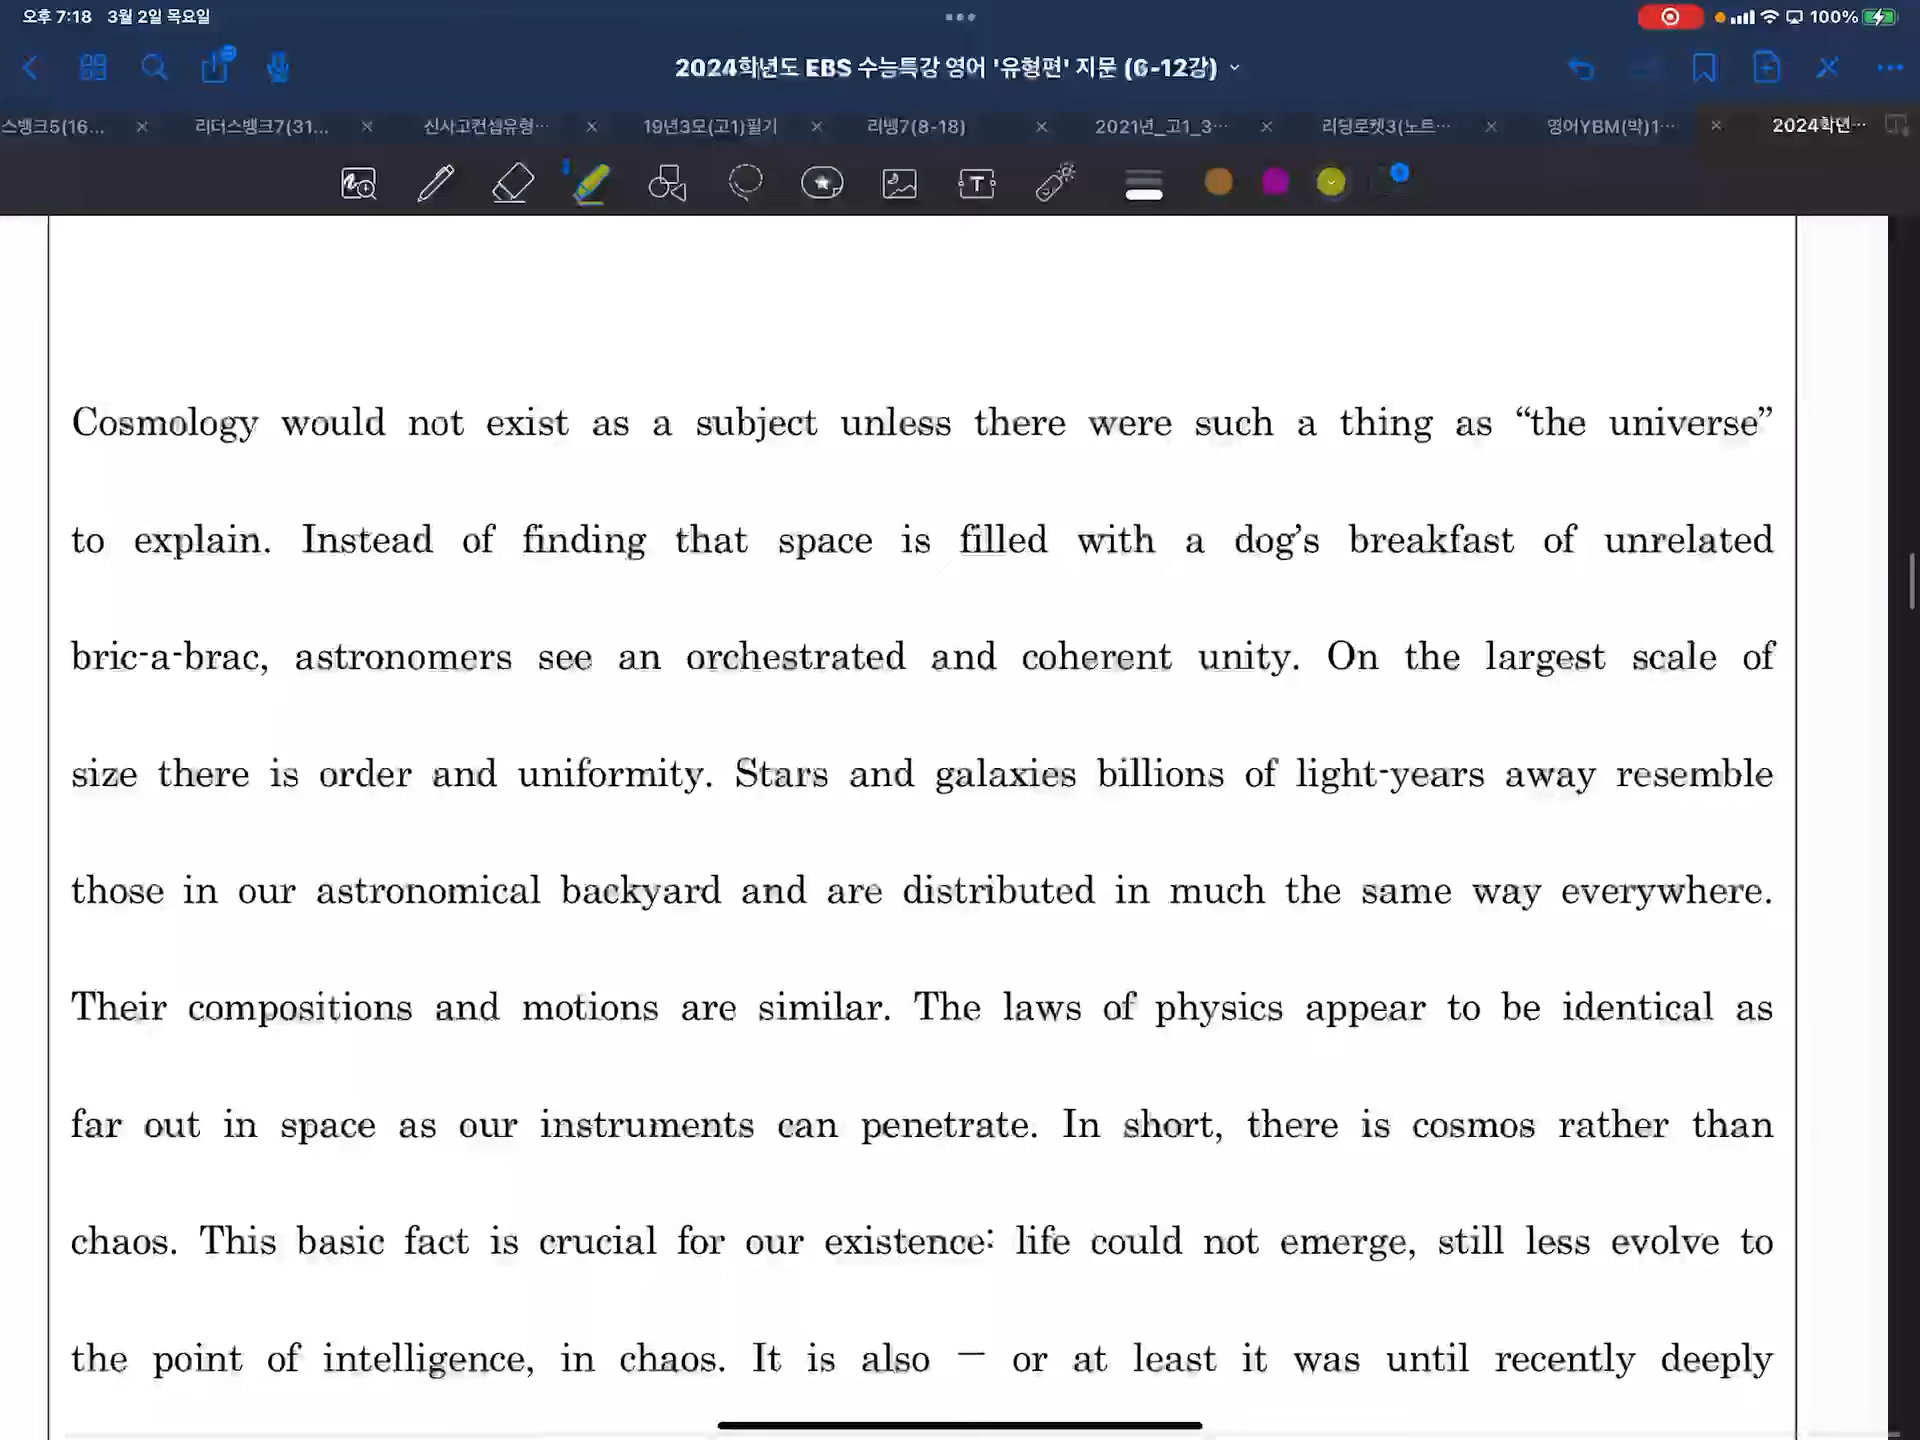 오후 7:18 3월 2일 목요일
100%
2024학년도 EBS 수능특강 영어 '유형편' 지문 (6-12강)
스뱅크5(16... 리더스뱅크7(31... 신사고컨셉유형... 19년3모(고1)필기 리뱅7(8-18) 2021년_고1_3... 리딩로켓3(노트... 영어YBM(박)1... 2024학년...
Cosmology would not exist as a subject unless there were such a thing as “the universe”
to explain. Instead of finding that space is filled with a dog’s breakfast of unrelated
bric-a-brac, astronomers see an orchestrated and coherent unity. On the largest scale of
size there is order and uniformity. Stars and galaxies billions of light-years away resemble
those in our astronomical backyard and are distributed in much the same way everywhere.
Their compositions and motions are similar. The laws of physics appear to be identical as
far out in space as our instruments can penetrate. In short, there is cosmos rather than
chaos. This basic fact is crucial for our existence: life could not emerge, still less evolve to
the point of intelligence, in chaos. It is also — or at least it was until recently deeply